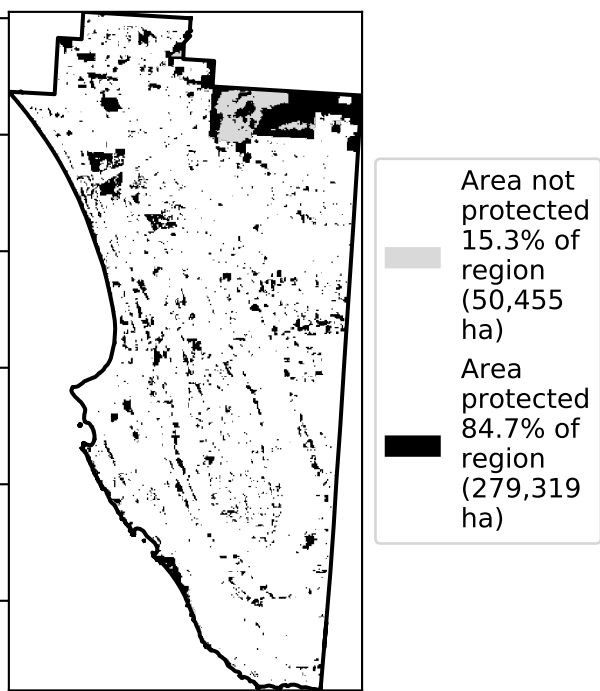 Area not
protected
15.3% of
region
(50,455
ha)
Area
protected
84.7% of
region
(279,319
ha)